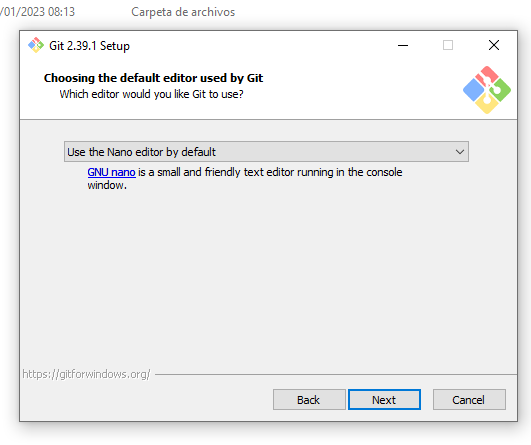 /01/2023 08:13 Carpeta de archivos
Git 2.39.1 Setup
Choosing the default editor used by Git
Which editor would you like Git to use?
Use the Nano editor by default
GNU nano is a small and friendly text editor running in the console
window.
https://gitforwindows.org/
Back Next Cancel